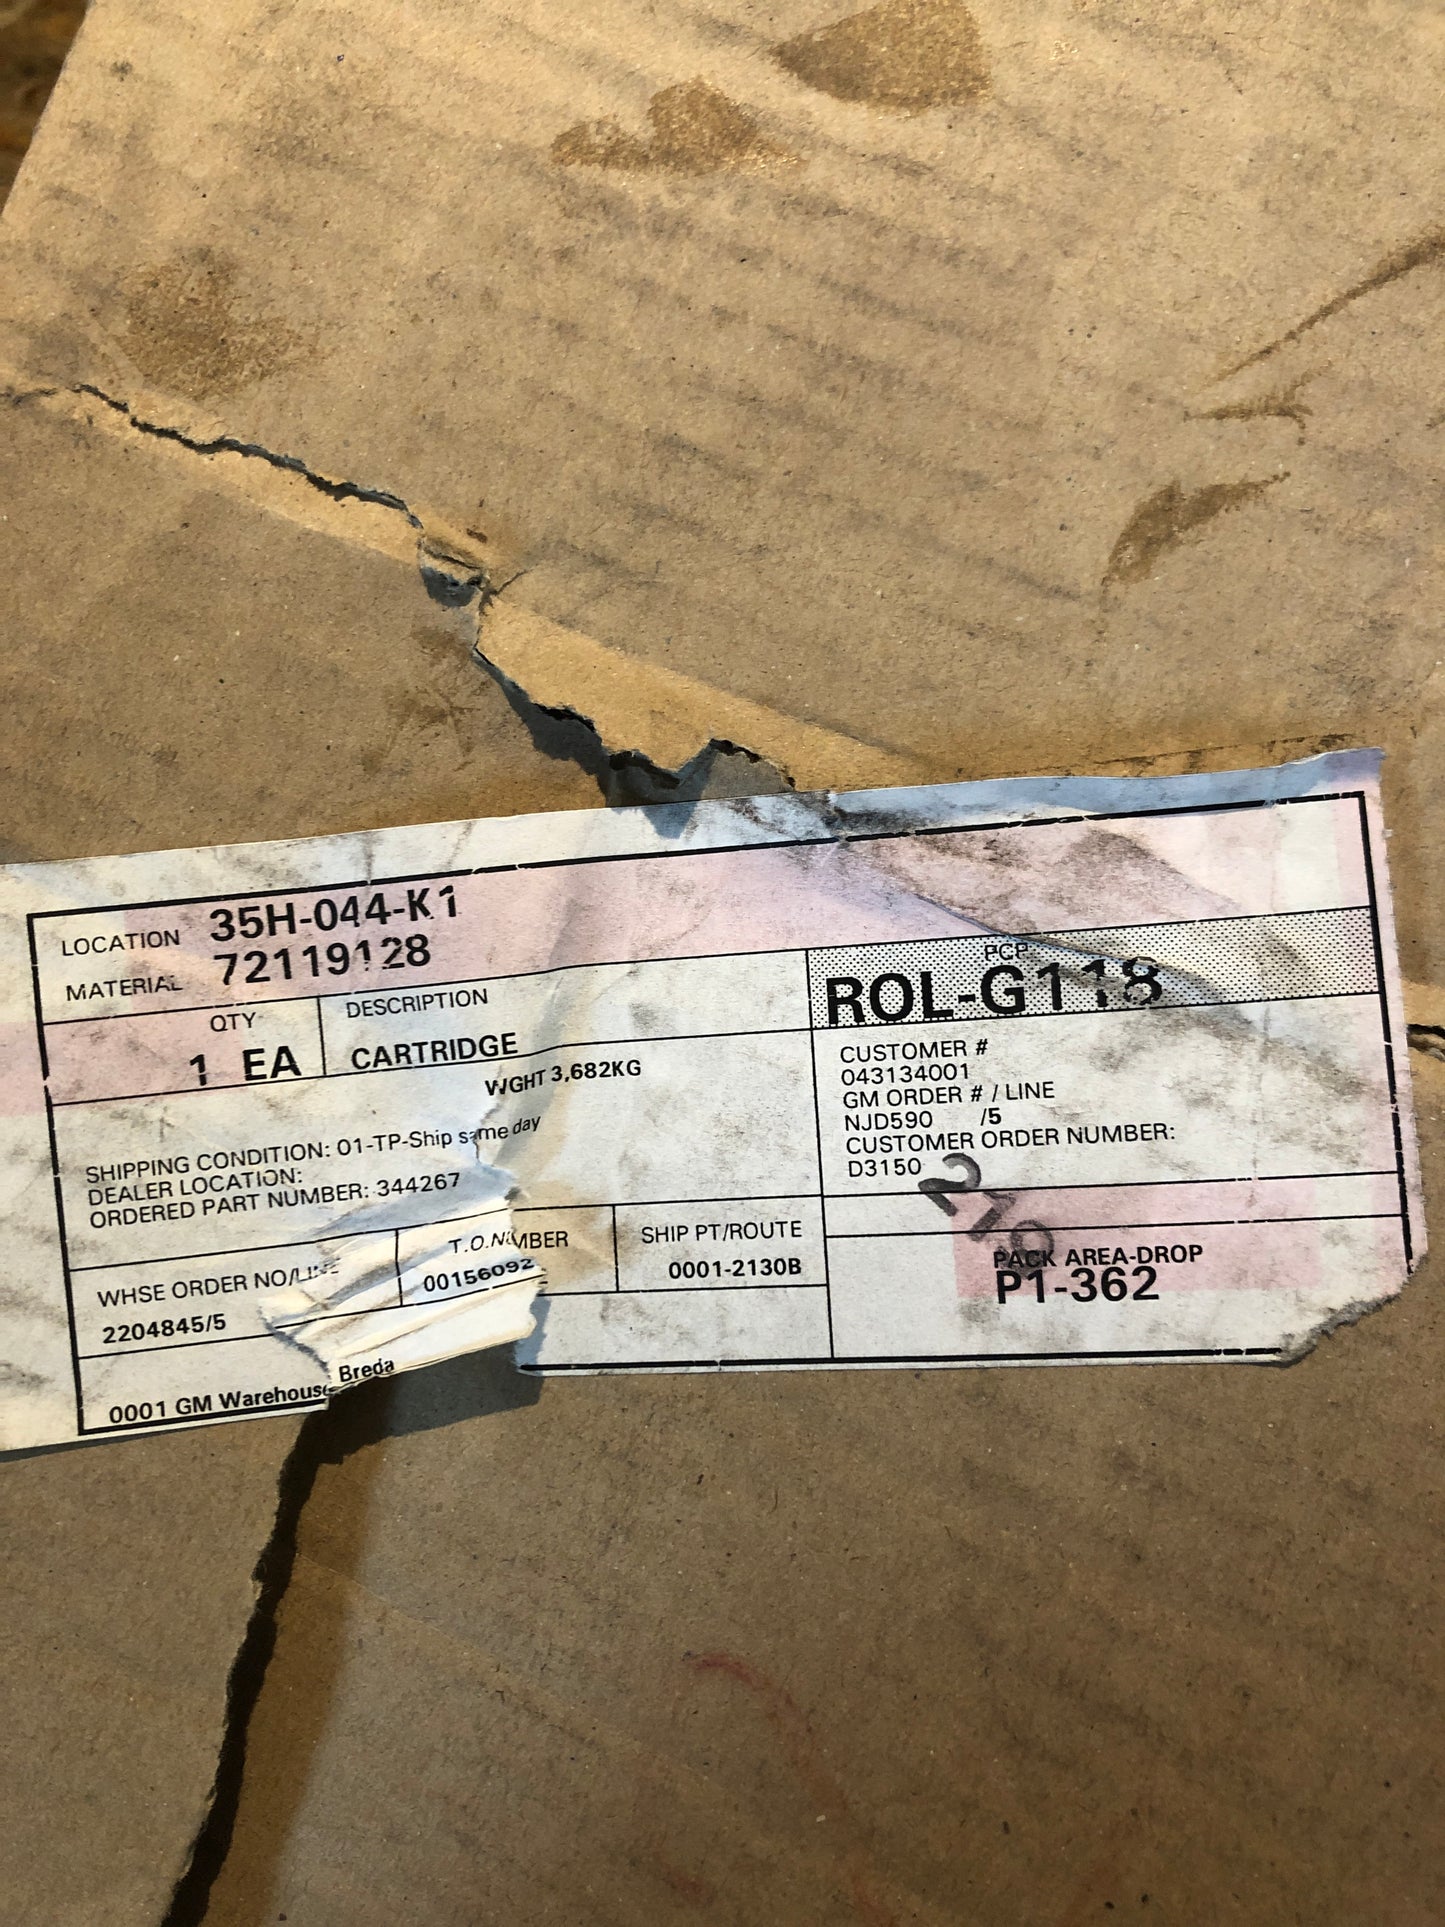 LOCATION 35H-044-K1
MATERIAL 72119128
QTY
1 EA
DESCRIPTION
CARTRIDGE
WGHT 3,682KG
SHIPPING CONDITION: 01-TP-Ship same day
DEALER LOCATION:
ORDERED PART NUMBER: 344267
WHSE ORDER NO/LINE
2204845/5
T.O.NUMBER
00156092
SHIP PT/ROUTE
0001-2130B
0001 GM Warehouse Breda
PCP
ROL-G118
CUSTOMER #
043134001
GM ORDER # / LINE
NJD590 /5
CUSTOMER ORDER NUMBER:
D3150
210
PACK AREA-DROP
P1-362